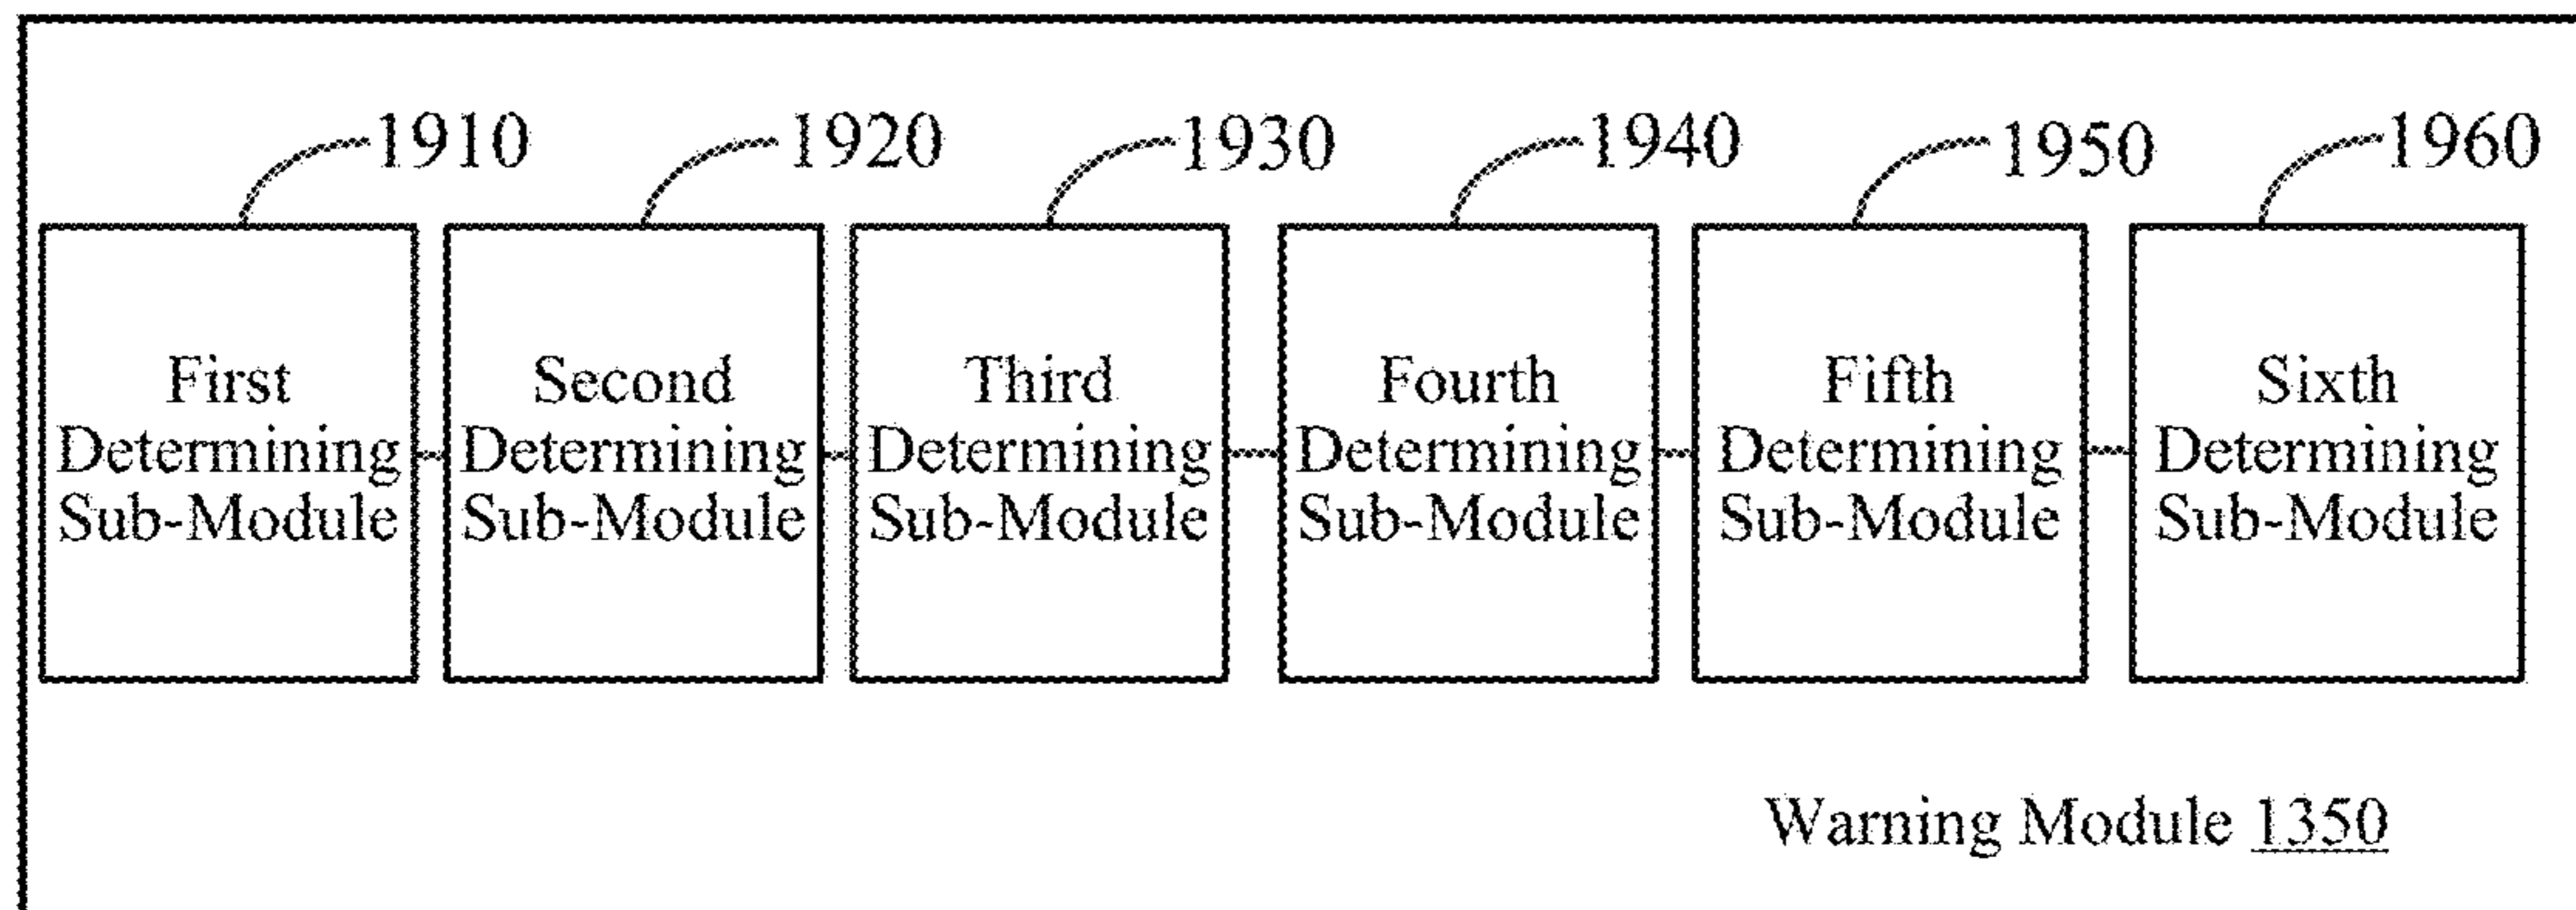 1910 1920 1930 1940 1950 1960
First Second Third Fourth Fifth Sixth
Determining Determining Determining Determining Determining Determining
Sub-Module Sub-Module Sub-Module Sub-Module Sub-Module Sub-Module
Warning Module 1350